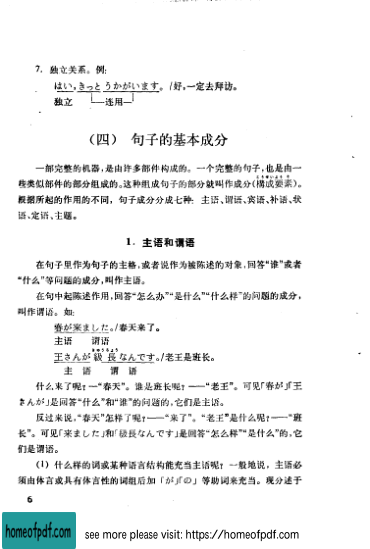 7. 独立关系。例:
はい,きっと うかがいます。/好,一定去拜访。
独立 └─连用─┘
(四) 句子的基本成分
一部完整的机器,是由许多部件构成的。一个完整的句子,也是由一
些类似部件的部分组成的。这种组成句子的部分就叫作成分(構成要素)。
根据所起的作用的不同,句子成分分成七种: 主语、谓语、宾语、补语、状
语、定语、主题。
1. 主语和谓语
在句子里作为句子的主格,或者说作为被陈述的对象,回答“谁”或者
“什么”等问题的成分,叫作主语。
在句中起陈述作用,回答“怎么办”“是什么”“什么样”的问题的成分,
叫作谓语。如:
春が来ました。/春天来了。
主语 谓语
王さんが級長なんです。/老王是班长。
主 语 谓 语
什么来了呢?——“春天”。谁是班长呢?——“老王”。可见「春が」「王
さんが」是回答“什么”和“谁”的问题的,它们是主语。
反过来说,“春天”怎样了呢?——“来了”。“老王”是什么呢?——“班
长”。可见「来ました」和「级長なんです」是回答“怎么样”“是什么”的,它
们是谓语。
(1) 什么样的词或某种语言结构能充当主语呢? 一般地说,主语必
须由体言或具有体言性的词组后加「が」「の」等助词来充当。现分述于
6
homeofpdf.com
see more please visit: https://homeofpdf.com